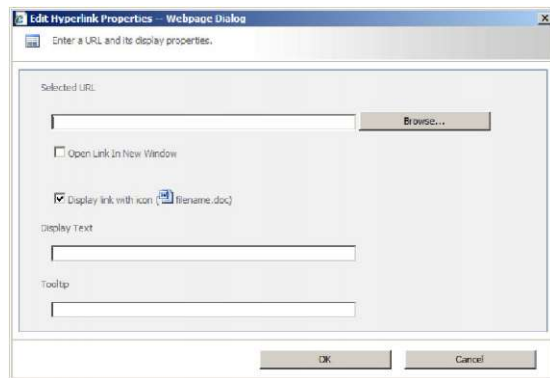 Edit Hyperlink Properties -- Webpage Dialog
Enter a URL and its display properties.
Selected URL
Browse...
Open Link In New Window
Display link with icon (filename.doc)
Display Text
Tooltip
OK
Cancel